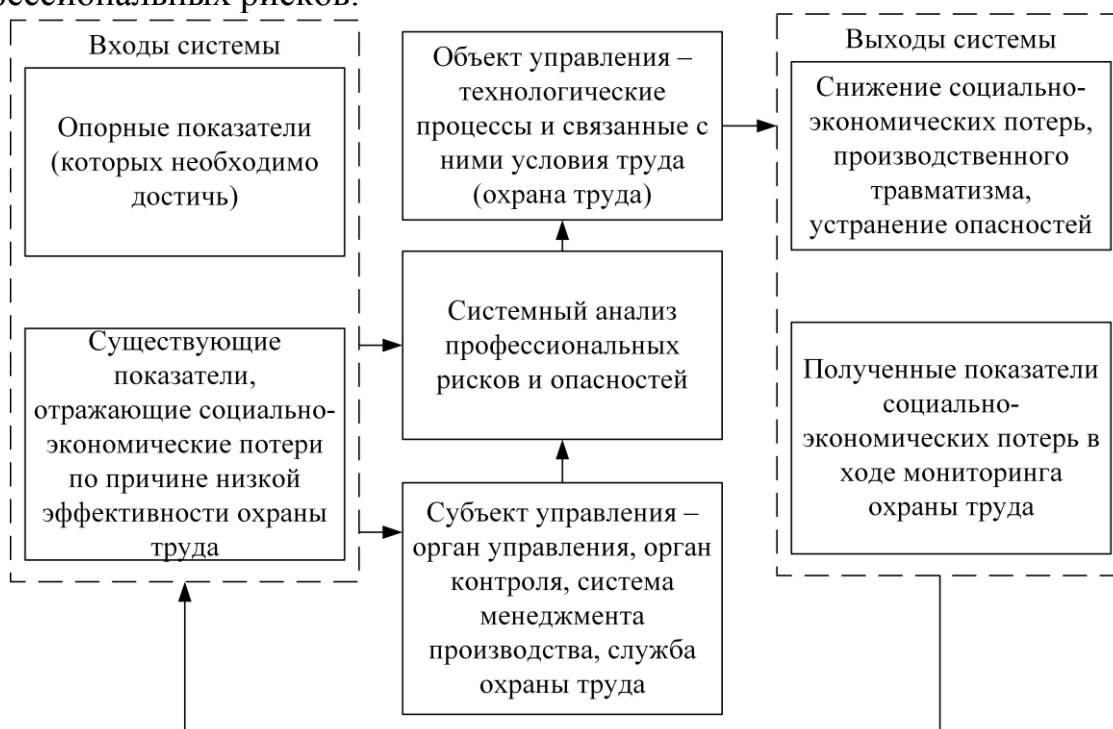 Входы системы
Опорные показатели
(которых необходимо
достичь)
Существующие
показатели,
отражающие социально-
экономические потери
по причине низкой
эффективности охраны
труда
Объект управления –
технологические
процессы и связанные с
ними условия труда
(охрана труда)
Системный анализ
профессиональных
рисков и опасностей
Субъект управления –
орган управления, орган
контроля, система
менеджмента
производства, служба
охраны труда
Выходы системы
Снижение социально-
экономических потерь,
производственного
травматизма,
устранение опасностей
Полученные показатели
социально-
экономических потерь в
ходе мониторинга
охраны труда